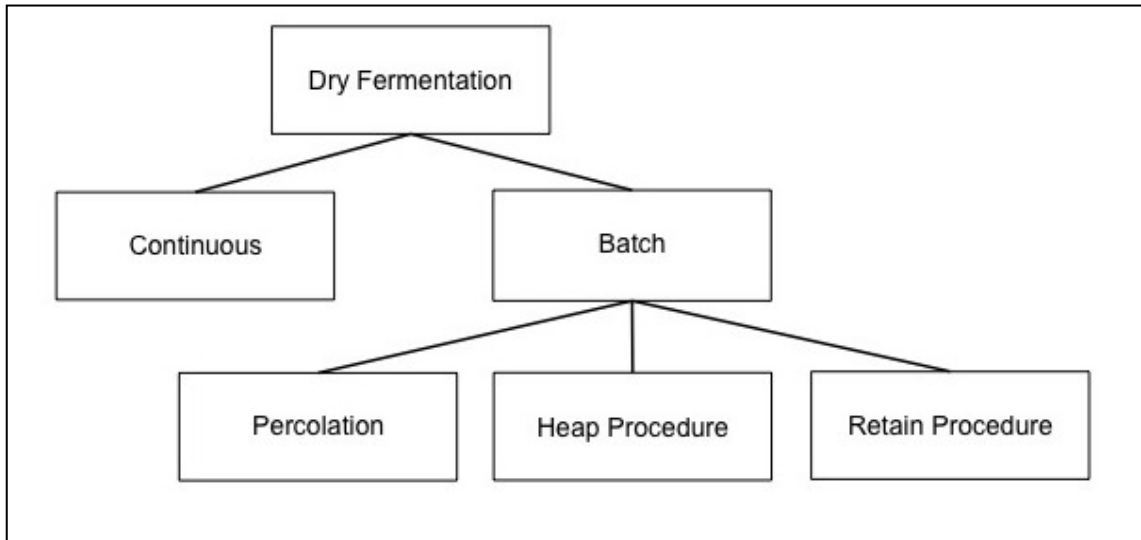 Dry Fermentation
Continuous
Batch
Percolation
Heap Procedure
Retain Procedure